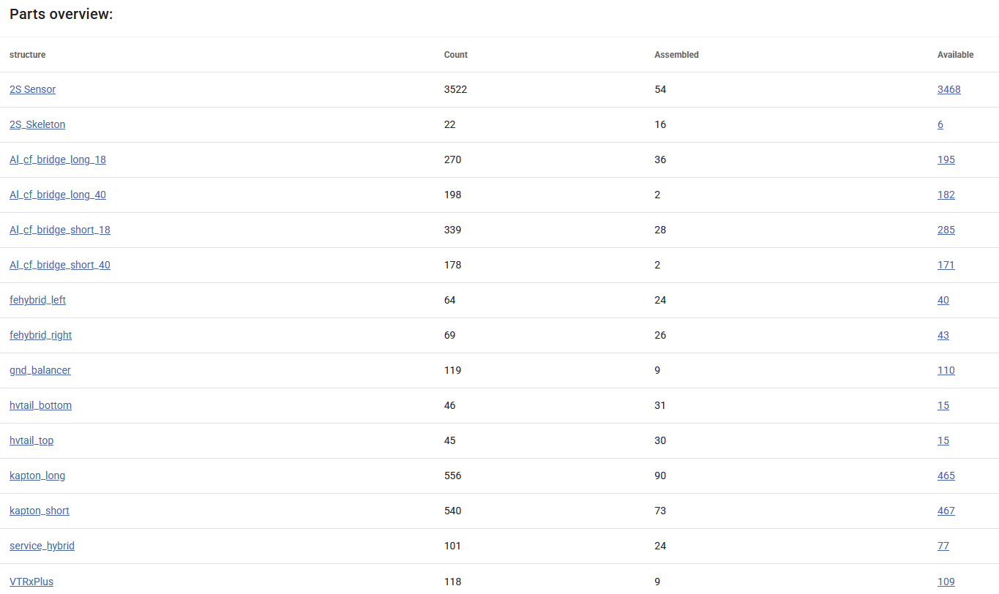 Parts overview:
structure Count Assembled Available
2S Sensor 3522 54 3468
2S_Skeleton 22 16 6
Al_cf_bridge_long_18 270 36 195
Al_cf_bridge_long_40 198 2 182
Al_cf_bridge_short_18 339 28 285
Al_cf_bridge_short_40 178 2 171
fehybrid_left 64 24 40
fehybrid_right 69 26 43
gnd_balancer 119 9 110
hvtail_bottom 46 31 15
hvtail_top 45 30 15
kapton_long 556 90 465
kapton_short 540 73 467
service_hybrid 101 24 77
VTRxPlus 118 9 109